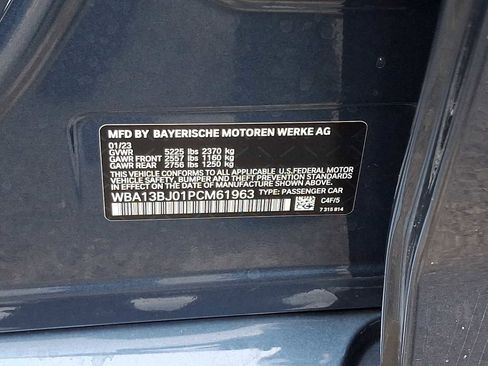 MFD BY BAYERISCHE MOTOREN WERKE AG
01/23
GVWR 5225 lbs 2370 kg
GAWR FRONT 2557 lbs 1160 kg
GAWR REAR 2756 lbs 1250 kg
THIS VEHICLE CONFORMS TO ALL APPLICABLE U.S.FEDERAL MOTOR
VEHICLE SAFETY, BUMPER AND THEFT PREVENTION STANDARDS
IN EFFECT ON THE DATE OF MANUFACTURE SHOWN ABOVE.
WBA13BJ01PCM61963 TYPE: PASSENGER CAR
C4F/5
7 315 814